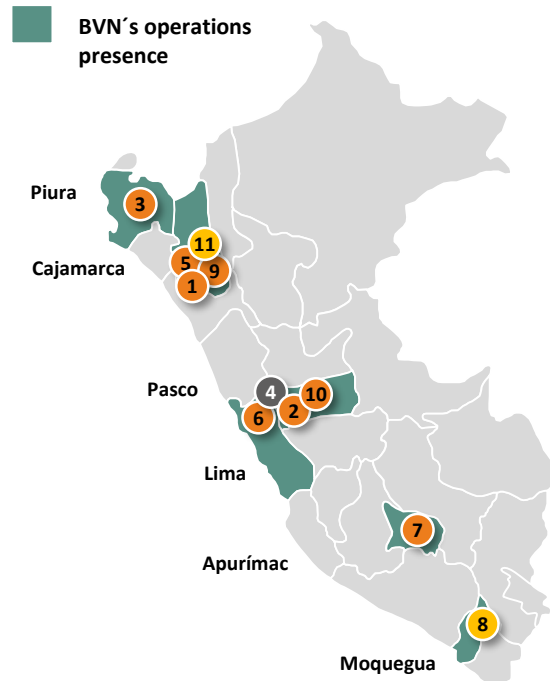 BVN´s operations
presence
Piura
3
11
Cajamarca
5
9
1
Pasco
4
10
6
2
Lima
7
Apurímac
8
Moquegua